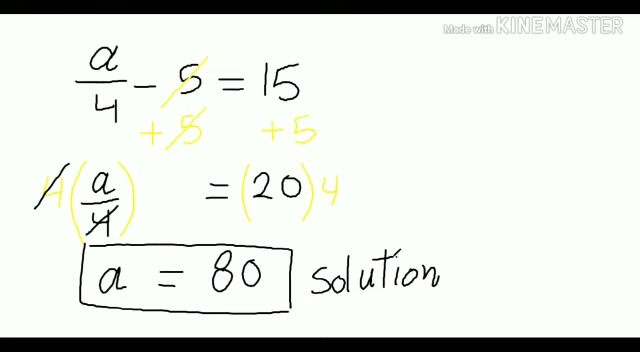 Made with KINEMASTER
a/4 - 5 = 15
+ 5 + 5
4(a/4) = (20)4
a = 80 solution